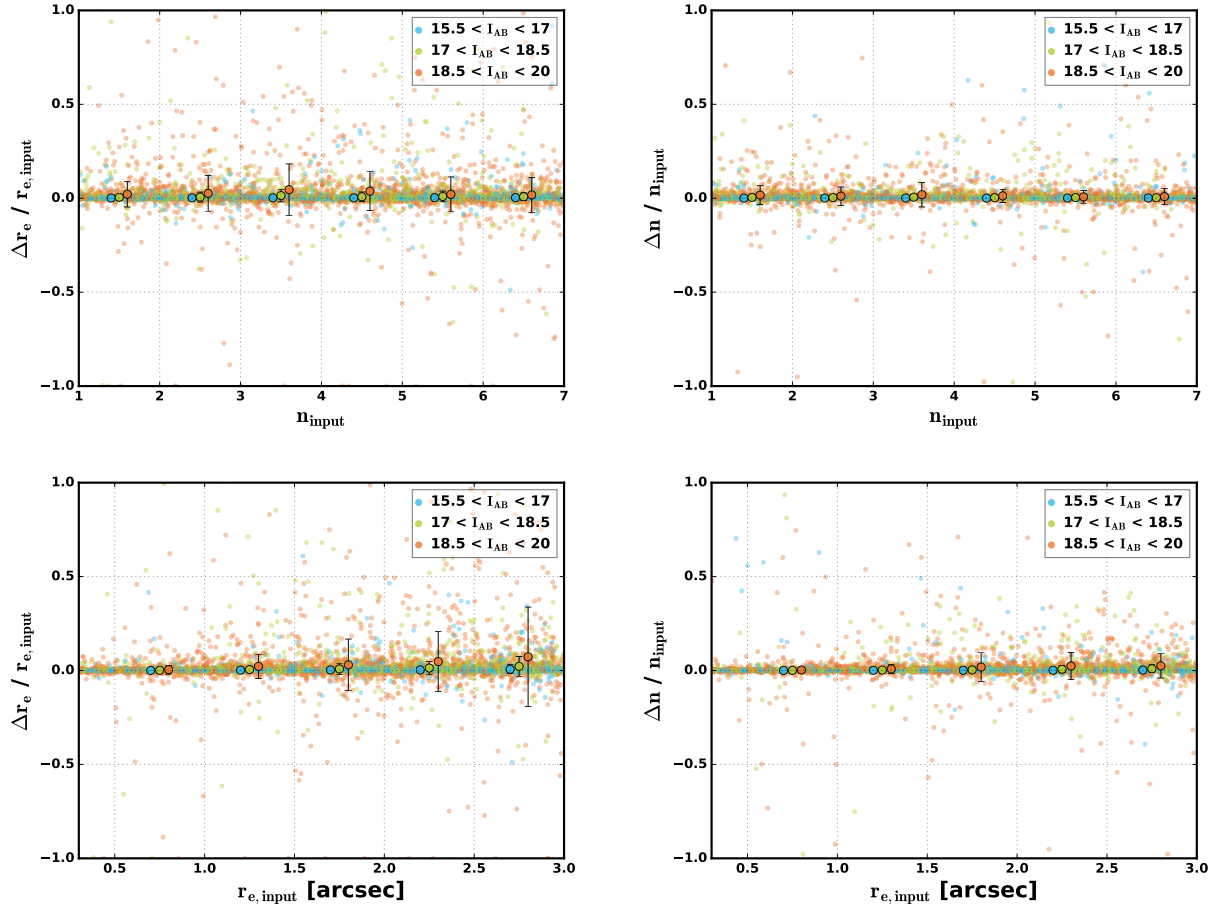 1.0
0.5
0.0
−0.5
−1.0
Δr_e / r_e,input
15.5 < I_AB < 17
17 < I_AB < 18.5
18.5 < I_AB < 20
1 2 3 4 5 6 7
n_input
1.0
0.5
0.0
−0.5
−1.0
Δn / n_input
15.5 < I_AB < 17
17 < I_AB < 18.5
18.5 < I_AB < 20
1 2 3 4 5 6 7
n_input
1.0
0.5
0.0
−0.5
−1.0
Δr_e / r_e,input
15.5 < I_AB < 17
17 < I_AB < 18.5
18.5 < I_AB < 20
0.5 1.0 1.5 2.0 2.5 3.0
r_e,input [arcsec]
1.0
0.5
0.0
−0.5
−1.0
Δn / n_input
15.5 < I_AB < 17
17 < I_AB < 18.5
18.5 < I_AB < 20
0.5 1.0 1.5 2.0 2.5 3.0
r_e,input [arcsec]